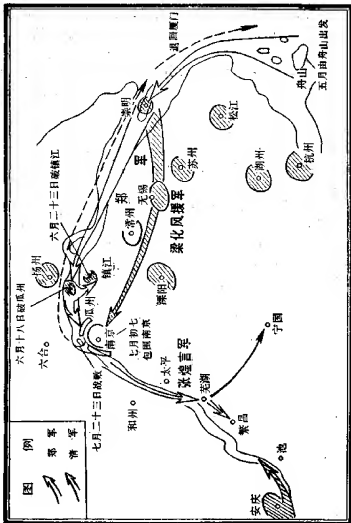 图例
郑军
清军
五月由舟山出发
舟山
退回厦门
崇明
六月二十三日破镇江
六月十八日破瓜州
扬州
瓜州
镇江
郑
军
常州
无锡
苏州
松江
湖州
杭州
梁化凤援军
溧阳
南京
七月初七
包围南京
七月二十三日战败
六合
和州
太平
张煌言军
芜湖
宁国
繁昌
池
安庆